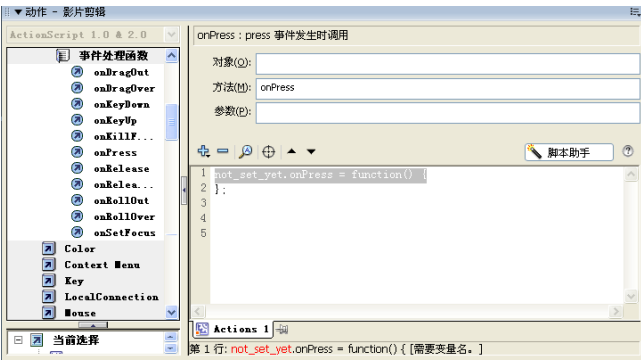 ▼动作 - 影片剪辑
ActionScript 1.0 & 2.0
事件处理函数
onDragOut
onDragOver
onKeyDown
onKeyUp
onKillF...
onPress
onRelease
onRelea...
onRollOut
onRollOver
onSetFocus
Color
Context Menu
Key
LocalConnection
Mouse
当前选择
onPress : press 事件发生时调用
对象(O):
方法(M): onPress
参数(P):
脚本助手
1 not_set_yet.onPress = function() {
2 };
3
4
5
Actions 1
第 1 行: not_set_yet.onPress = function() { [需要变量名。]